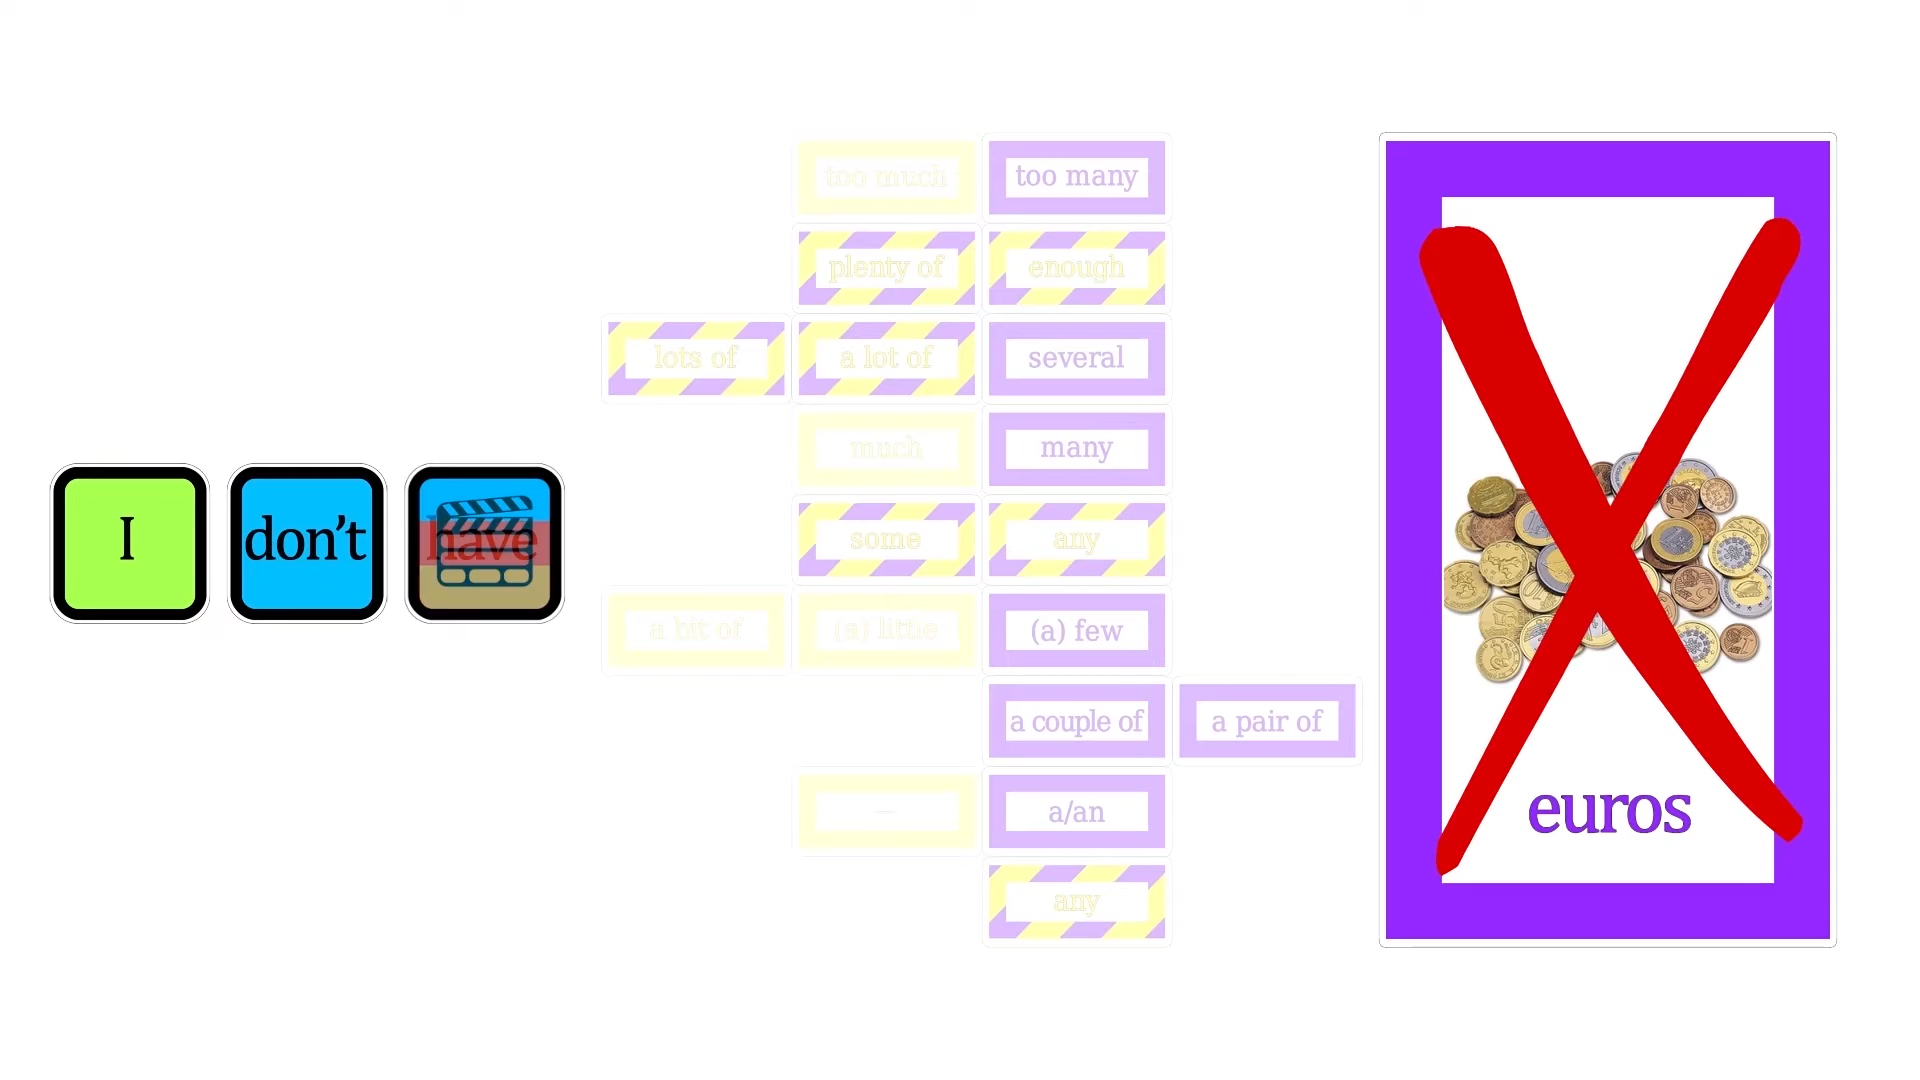 too much
too many
plenty of
enough
lots of
a lot of
several
much
many
I
don’t
have
some
any
a bit of
(a) little
(a) few
a couple of
a pair of
—
a/an
any
euros